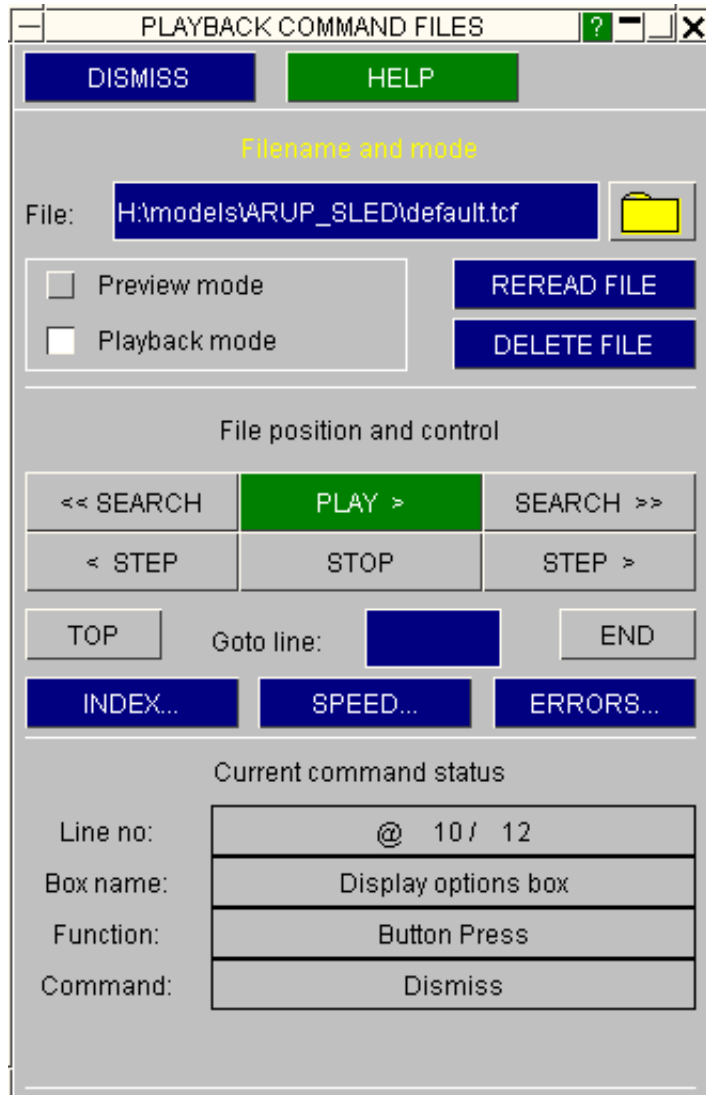 PLAYBACK COMMAND FILES ?
DISMISS HELP
Filename and mode
File: H:\models\ARUP_SLED\default.tcf
Preview mode REREAD FILE
Playback mode DELETE FILE
File position and control
<< SEARCH PLAY > SEARCH >>
< STEP STOP STEP >
TOP Goto line: END
INDEX... SPEED... ERRORS...
Current command status
Line no: @ 10 / 12
Box name: Display options box
Function: Button Press
Command: Dismiss